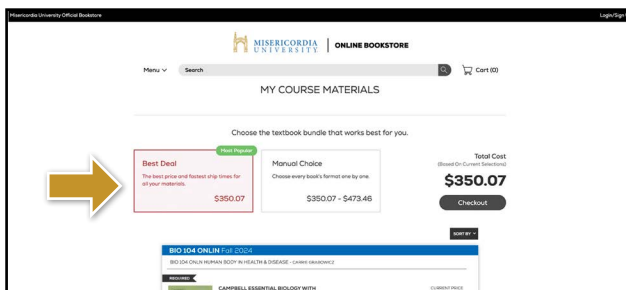 Misericordia University Official Bookstore
Login/Sign
MISERICORDIA UNIVERSITY
ONLINE BOOKSTORE
Menu
Search
Cart (0)
MY COURSE MATERIALS
Choose the textbook bundle that works best for you.
Most Popular
Best Deal
The best price and fastest ship times for
all your materials.
$350.07
Manual Choice
Choose every book's format one by one.
$350.07 - $473.46
Total Cost
(Based On Current Selections)
$350.07
Checkout
SORT BY
BIO 104 ONLIN Fall 2024
BIO 104 ONLN HUMAN BODY IN HEALTH & DISEASE - CARRIE GRABOWICZ
REQUIRED
CAMPBELL ESSENTIAL BIOLOGY WITH
CURRENT PRICE